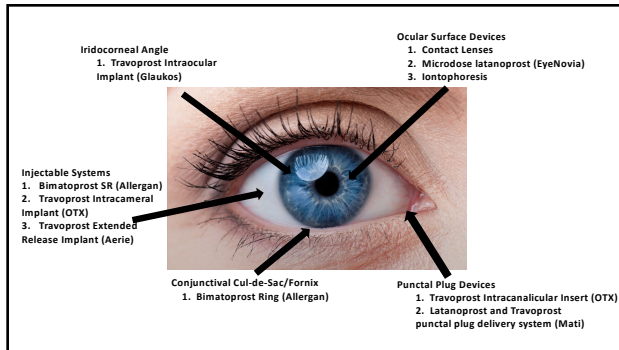 Iridocorneal Angle
1. Travoprost Intraocular
Implant (Glaukos)
Ocular Surface Devices
1. Contact Lenses
2. Microdose latanoprost (EyeNovia)
3. Iontophoresis
Injectable Systems
1. Bimatoprost SR (Allergan)
2. Travoprost Intracameral
Implant (OTX)
3. Travoprost Extended
Release Implant (Aerie)
Conjunctival Cul-de-Sac/Fornix
1. Bimatoprost Ring (Allergan)
Punctal Plug Devices
1. Travoprost Intracanalicular Insert (OTX)
2. Latanoprost and Travoprost
punctal plug delivery system (Mati)